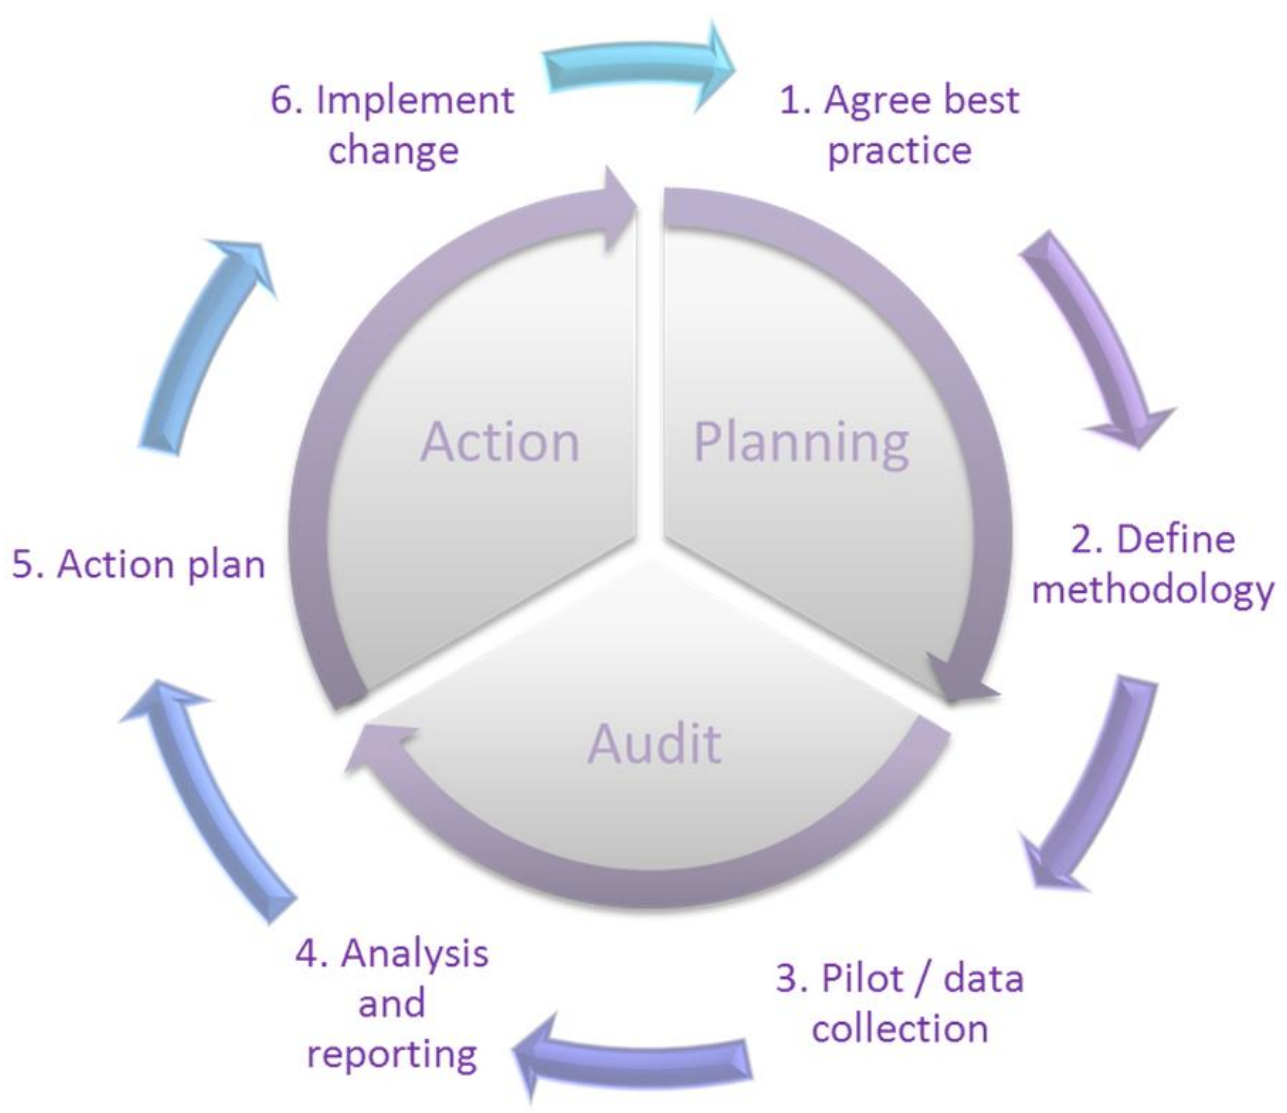 1. Agree best
practice
2. Define
methodology
3. Pilot / data
collection
4. Analysis
and
reporting
5. Action plan
6. Implement
change
Action
Planning
Audit